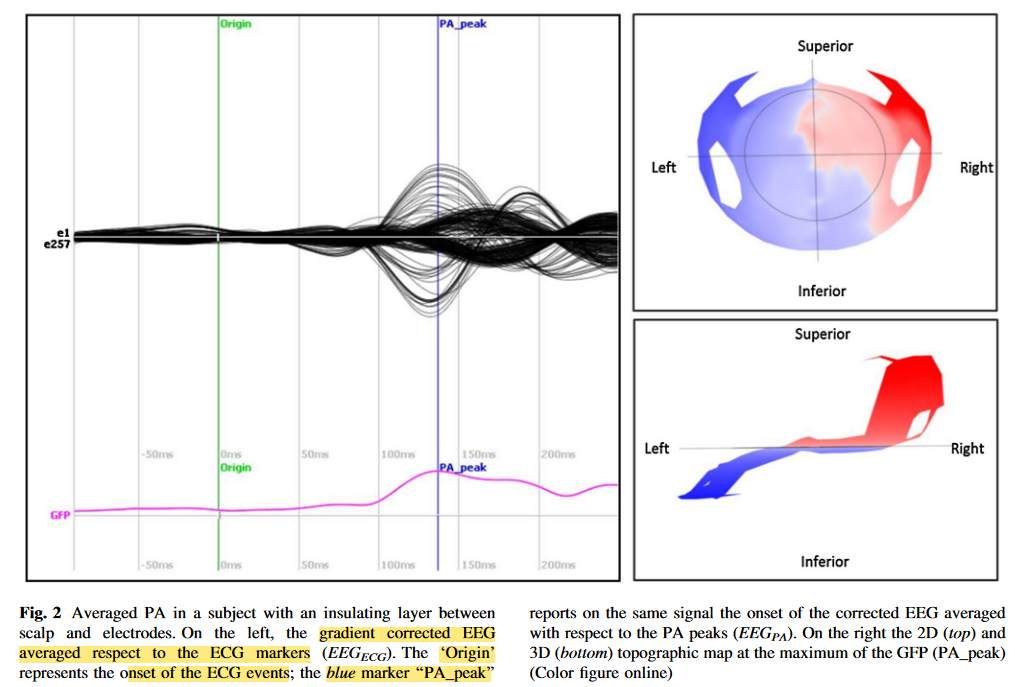 Origin
PA_peak
e1
e257
-50ms
0ms
50ms
100ms
150ms
200ms
Origin
PA_peak
GFP
-50ms
0ms
50ms
100ms
150ms
200ms
Superior
Left
Right
Inferior
Superior
Left
Right
Inferior
Fig. 2 Averaged PA in a subject with an insulating layer between
scalp and electrodes. On the left, the gradient corrected EEG
averaged respect to the ECG markers (EEGECG). The ‘Origin’
represents the onset of the ECG events; the blue marker “PA_peak”
reports on the same signal the onset of the corrected EEG averaged
with respect to the PA peaks (EEGPA). On the right the 2D (top) and
3D (bottom) topographic map at the maximum of the GFP (PA_peak)
(Color figure online)